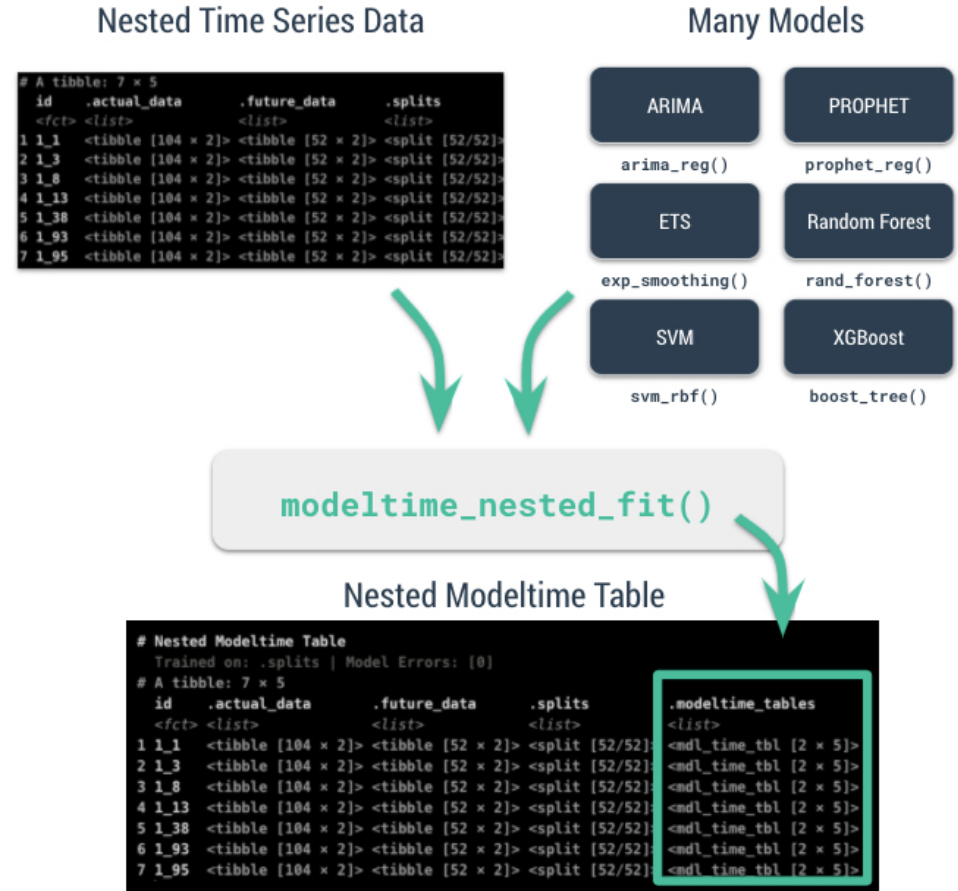 Nested Time Series Data
# A tibble: 7 × 5
id .actual_data .future_data .splits
<fct> <list> <list> <list>
1 1_1 <tibble [104 × 2]> <tibble [52 × 2]> <split [52/52]>
2 1_3 <tibble [104 × 2]> <tibble [52 × 2]> <split [52/52]>
3 1_8 <tibble [104 × 2]> <tibble [52 × 2]> <split [52/52]>
4 1_13 <tibble [104 × 2]> <tibble [52 × 2]> <split [52/52]>
5 1_38 <tibble [104 × 2]> <tibble [52 × 2]> <split [52/52]>
6 1_93 <tibble [104 × 2]> <tibble [52 × 2]> <split [52/52]>
7 1_95 <tibble [104 × 2]> <tibble [52 × 2]> <split [52/52]>
Many Models
ARIMA PROPHET
arima_reg() prophet_reg()
ETS Random Forest
exp_smoothing() rand_forest()
SVM XGBoost
svm_rbf() boost_tree()
modeltime_nested_fit()
Nested Modeltime Table
# Nested Modeltime Table
Trained on: .splits | Model Errors: [0]
# A tibble: 7 × 5
id .actual_data .future_data .splits .modeltime_tables
<fct> <list> <list> <list> <list>
1 1_1 <tibble [104 × 2]> <tibble [52 × 2]> <split [52/52]> <mdl_time_tbl [2 × 5]>
2 1_3 <tibble [104 × 2]> <tibble [52 × 2]> <split [52/52]> <mdl_time_tbl [2 × 5]>
3 1_8 <tibble [104 × 2]> <tibble [52 × 2]> <split [52/52]> <mdl_time_tbl [2 × 5]>
4 1_13 <tibble [104 × 2]> <tibble [52 × 2]> <split [52/52]> <mdl_time_tbl [2 × 5]>
5 1_38 <tibble [104 × 2]> <tibble [52 × 2]> <split [52/52]> <mdl_time_tbl [2 × 5]>
6 1_93 <tibble [104 × 2]> <tibble [52 × 2]> <split [52/52]> <mdl_time_tbl [2 × 5]>
7 1_95 <tibble [104 × 2]> <tibble [52 × 2]> <split [52/52]> <mdl_time_tbl [2 × 5]>